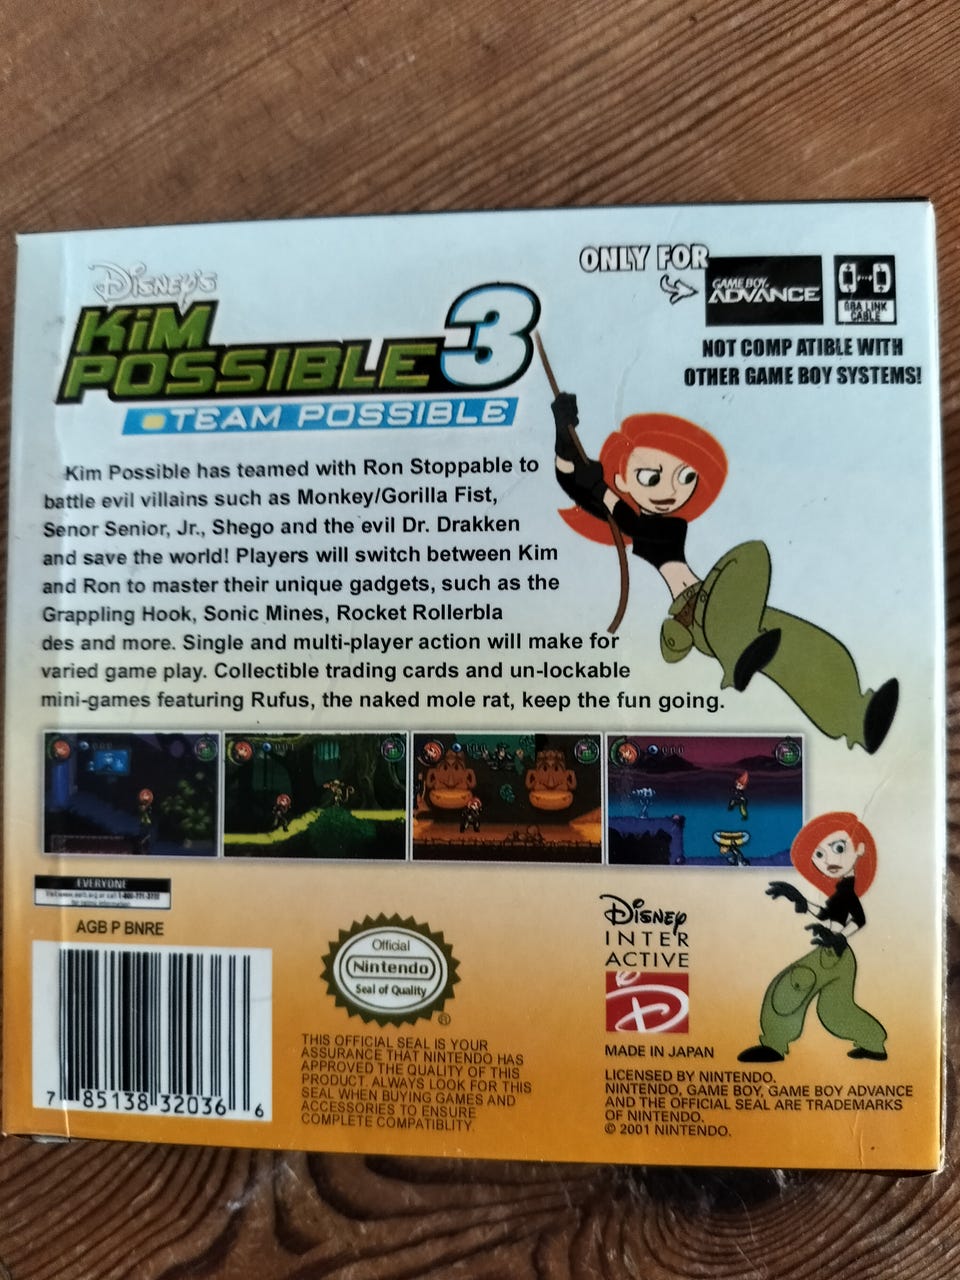 DISNEY'S
KiM
POSSIBLE 3
TEAM POSSIBLE
ONLY FOR
GAME BOY
ADVANCE
GBA LINK
CABLE
NOT COMP ATIBLE WITH
OTHER GAME BOY SYSTEMS!
Kim Possible has teamed with Ron Stoppable to
battle evil villains such as Monkey/Gorilla Fist,
Senor Senior, Jr., Shego and the evil Dr. Drakken
and save the world! Players will switch between Kim
and Ron to master their unique gadgets, such as the
Grappling Hook, Sonic Mines, Rocket Rollerbla
des and more. Single and multi-player action will make for
varied game play. Collectible trading cards and un-lockable
mini-games featuring Rufus, the naked mole rat, keep the fun going.
EVERYONE
AGB P BNRE
7 85138 32036 6
Official
Nintendo
Seal of Quality
®
THIS OFFICIAL SEAL IS YOUR
ASSURANCE THAT NINTENDO HAS
APPROVED THE QUALITY OF THIS
PRODUCT. ALWAYS LOOK FOR THIS
SEAL WHEN BUYING GAMES AND
ACCESSORIES TO ENSURE
COMPLETE COMPATIBLITY.
Disney
INTER
ACTIVE
MADE IN JAPAN
LICENSED BY NINTENDO,
NINTENDO, GAME BOY, GAME BOY ADVANCE
AND THE OFFICIAL SEAL ARE TRADEMARKS
OF NINTENDO,
© 2001 NINTENDO.